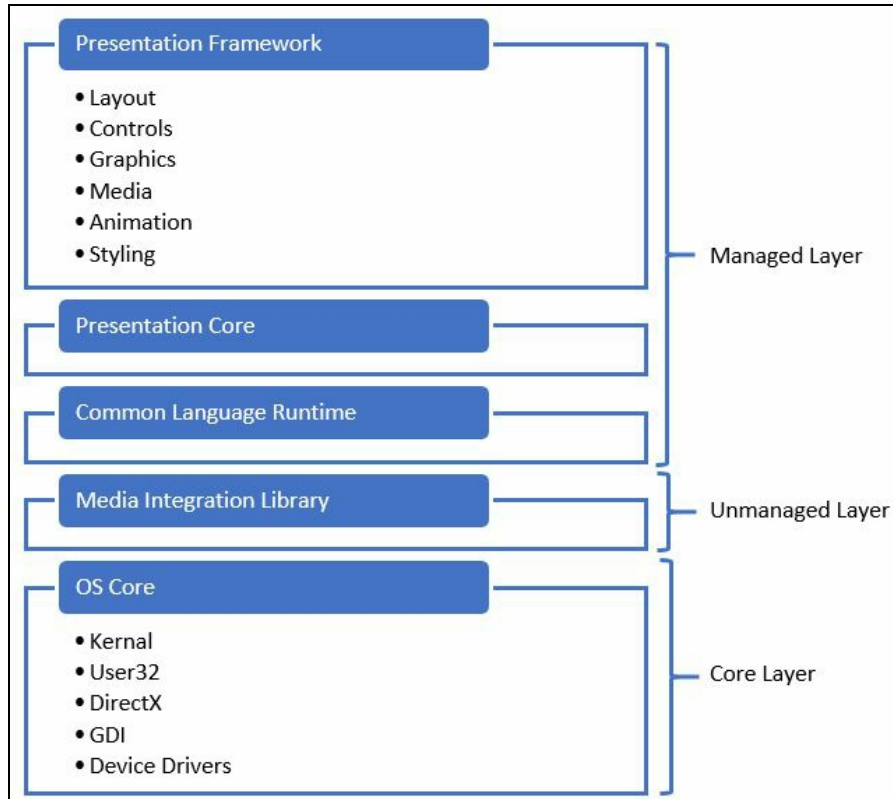 Presentation Framework
• Layout
• Controls
• Graphics
• Media
• Animation
• Styling
Managed Layer
Presentation Core
Common Language Runtime
Media Integration Library
Unmanaged Layer
OS Core
• Kernal
• User32
• DirectX
• GDI
• Device Drivers
Core Layer